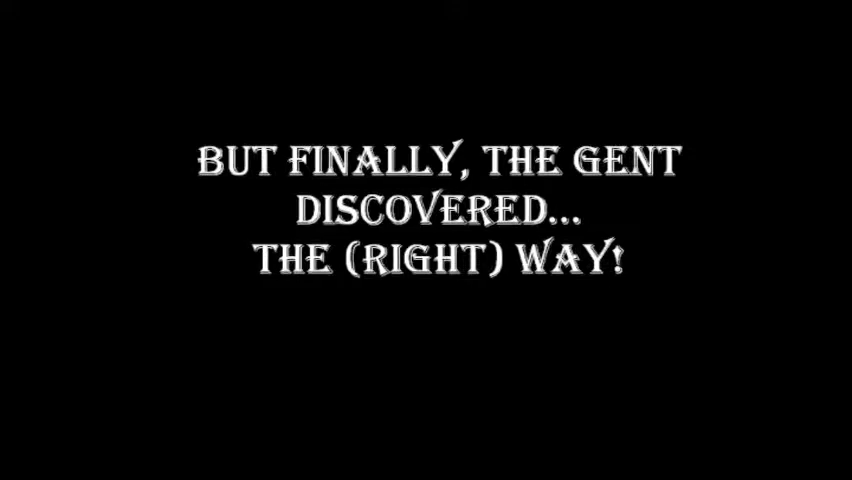 BUT FINALLY, THE GENT
DISCOVERED...
THE (RIGHT) WAY!